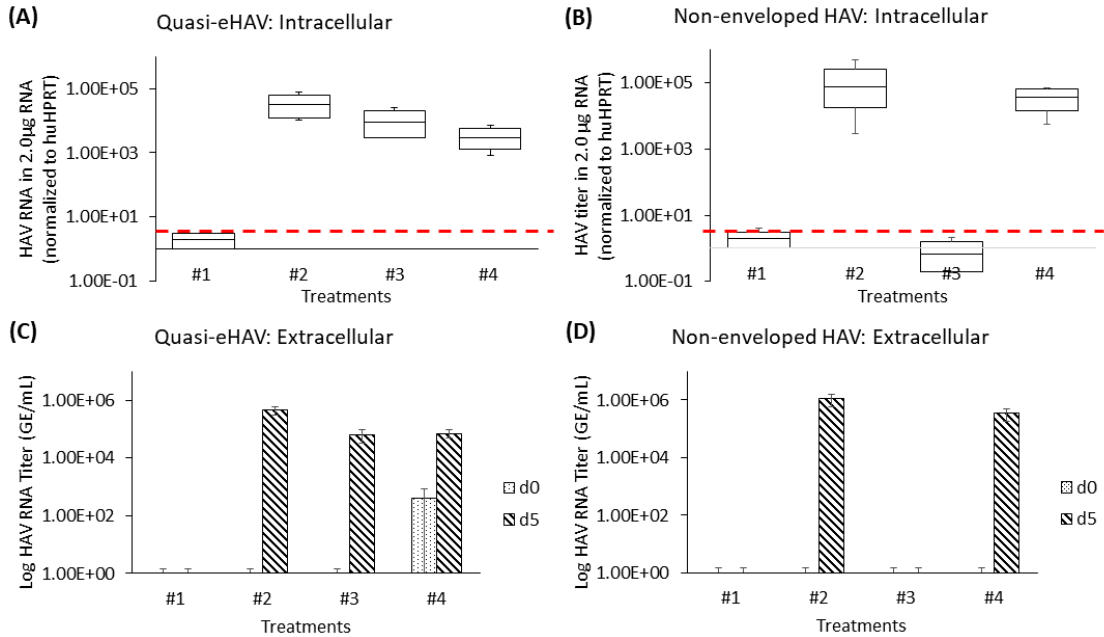 (A)
Quasi-eHAV: Intracellular
HAV RNA in 2.0µg RNA
(normalized to huHPRT)
1.00E+05
1.00E+03
1.00E+01
1.00E-01
#1 #2 #3 #4
Treatments
(B)
Non-enveloped HAV: Intracellular
HAV titer in 2.0 µg RNA
(normalized to huHPRT)
1.00E+05
1.00E+03
1.00E+01
1.00E-01
#1 #2 #3 #4
Treatments
(C)
Quasi-eHAV: Extracellular
Log HAV RNA Titer (GE/mL)
1.00E+06
1.00E+04
1.00E+02
1.00E+00
#1 #2 #3 #4
Treatments
d0
d5
(D)
Non-enveloped HAV: Extracellular
Log HAV RNA Titer (GE/mL)
1.00E+06
1.00E+04
1.00E+02
1.00E+00
#1 #2 #3 #4
Treatments
d0
d5